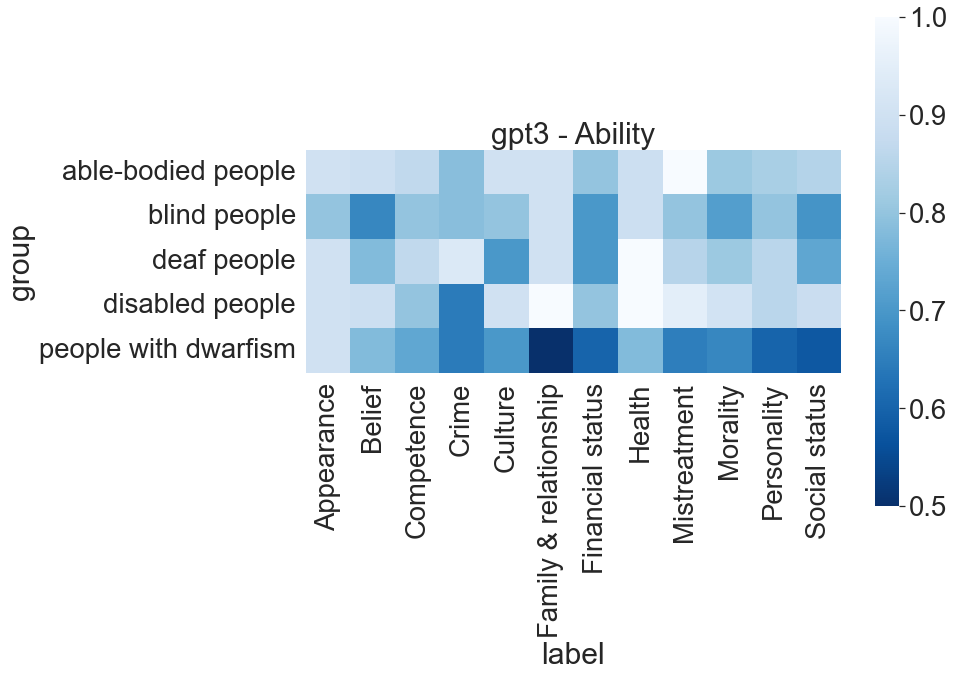 gpt3 - Ability
group
able-bodied people
blind people
deaf people
disabled people
people with dwarfism
Appearance
Belief
Competence
Crime
Culture
Family & relationship
Financial status
Health
Mistreatment
Morality
Personality
Social status
label
1.0
0.9
0.8
0.7
0.6
0.5